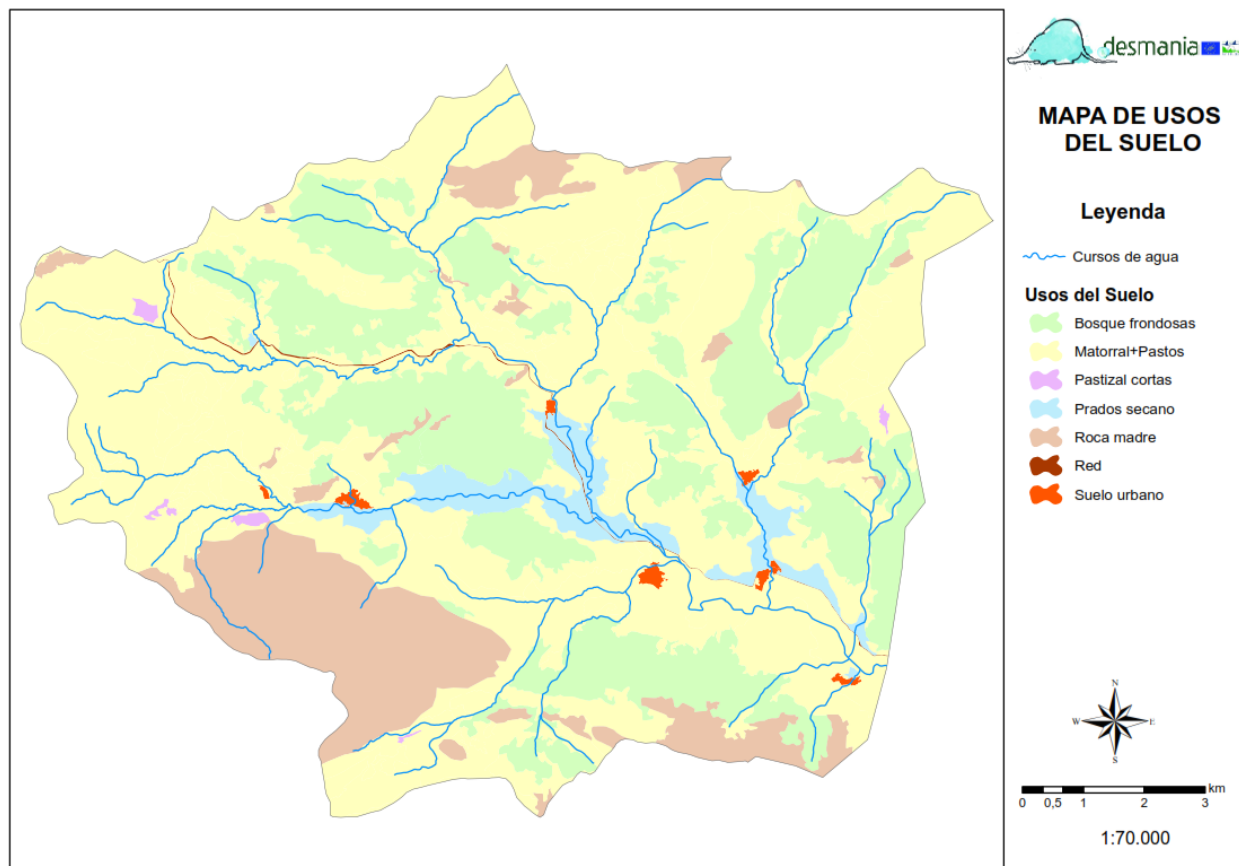 desmania
MAPA DE USOS
DEL SUELO
Leyenda
Cursos de agua
Usos del Suelo
Bosque frondosas
Matorral+Pastos
Pastizal cortas
Prados secano
Roca madre
Red
Suelo urbano
N
W E
S
km
0 0,5 1 2 3
1:70.000